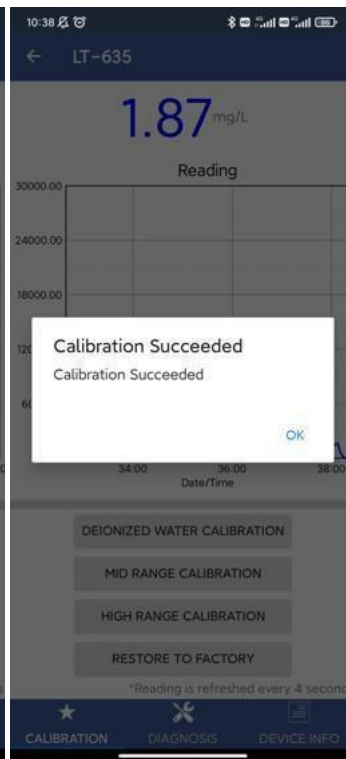 10:38
LT-635
1.87 mg/L
Reading
30000.00
24000.00
18000.00
Calibration Succeeded
Calibration Succeeded
OK
34:00 36:00 38:00
Date/Time
DEIONIZED WATER CALIBRATION
MID RANGE CALIBRATION
HIGH RANGE CALIBRATION
RESTORE TO FACTORY
*Reading is refreshed every 4 second
CALIBRATION DIAGNOSIS DEVICE INFO